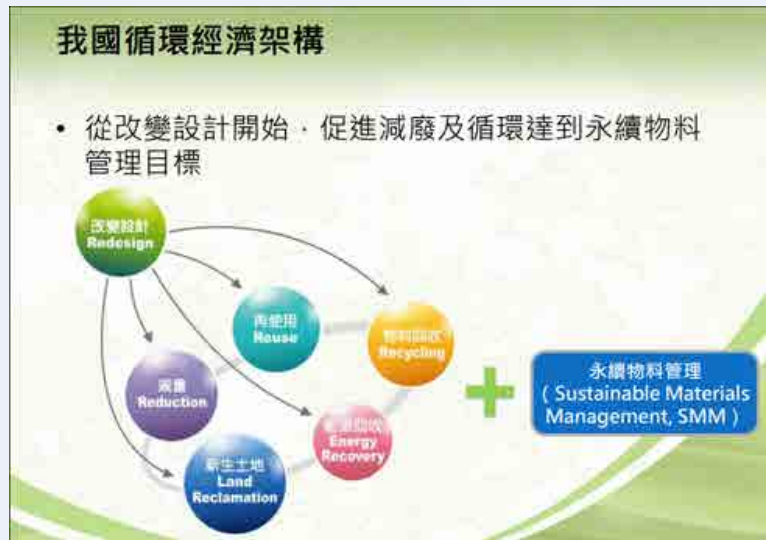 我國循環經濟架構
• 從改變設計開始，促進減廢及循環達到永續物料
管理目標
改變設計
Redesign
再使用
Reuse
物料回收
Recycling
減量
Reduction
能源回收
Energy
Recovery
新生土地
Land
Reclamation
永續物料管理
( Sustainable Materials
Management, SMM )